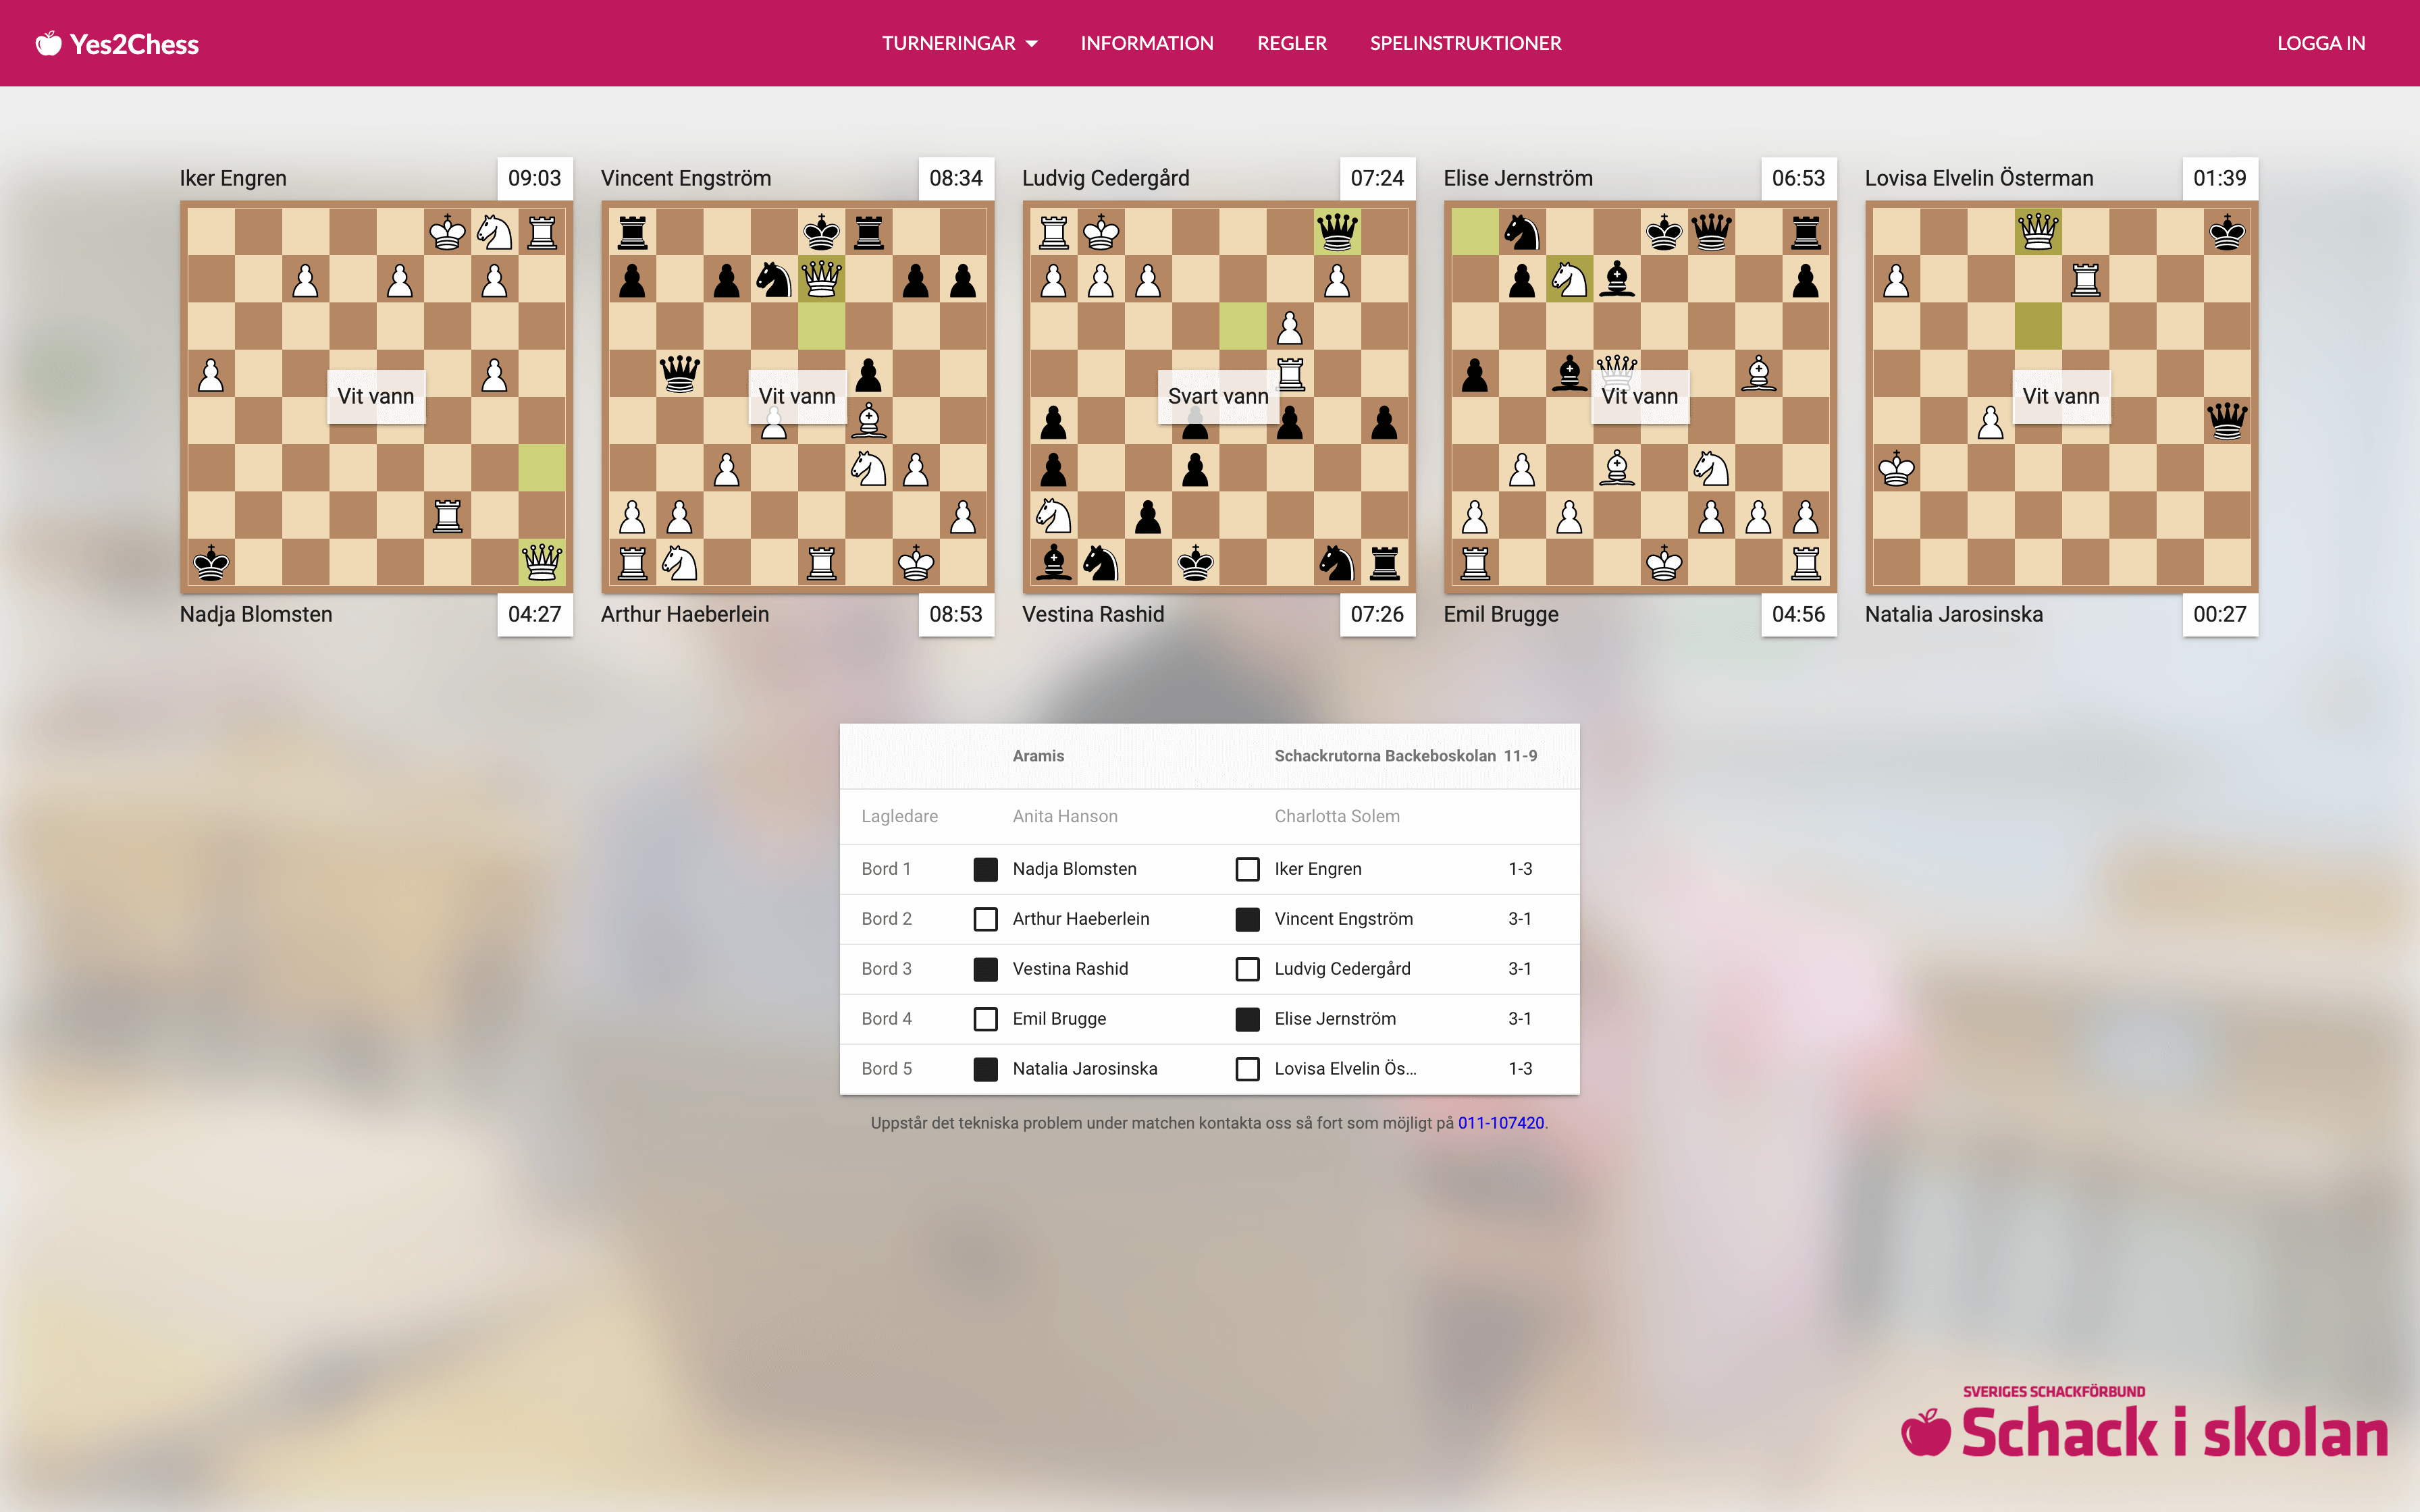 Yes2Chess
TURNERINGAR INFORMATION REGLER SPELINSTRUKTIONER LOGGA IN
Iker Engren 09:03
Vincent Engström 08:34
Ludvig Cedergård 07:24
Elise Jernström 06:53
Lovisa Elvelin Österman 01:39
Vit vann
Vit vann
Svart vann
Vit vann
Vit vann
Nadja Blomsten 04:27
Arthur Haeberlein 08:53
Vestina Rashid 07:26
Emil Brugge 04:56
Natalia Jarosinska 00:27
Aramis Schackrutorna Backeboskolan 11-9
Lagledare Anita Hanson Charlotta Solem
Bord 1 Nadja Blomsten Iker Engren 1-3
Bord 2 Arthur Haeberlein Vincent Engström 3-1
Bord 3 Vestina Rashid Ludvig Cedergård 3-1
Bord 4 Emil Brugge Elise Jernström 3-1
Bord 5 Natalia Jarosinska Lovisa Elvelin Ös... 1-3
Uppstår det tekniska problem under matchen kontakta oss så fort som möjligt på 011-107420.
SVERIGES SCHACKFÖRBUND
Schack i skolan